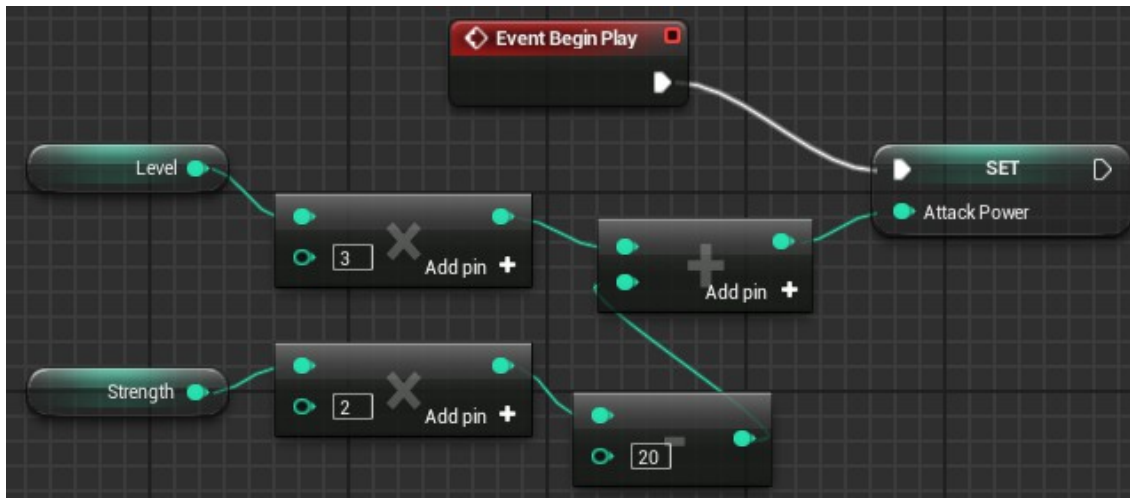 Event Begin Play
Level
SET
Attack Power
3
×
Add pin +
+
Add pin +
Strength
2
×
Add pin +
-
20